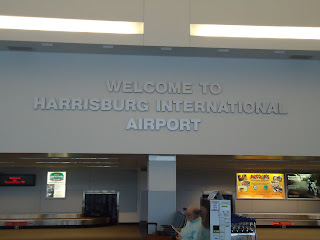 WELCOME TO
HARRISBURG INTERNATIONAL
AIRPORT